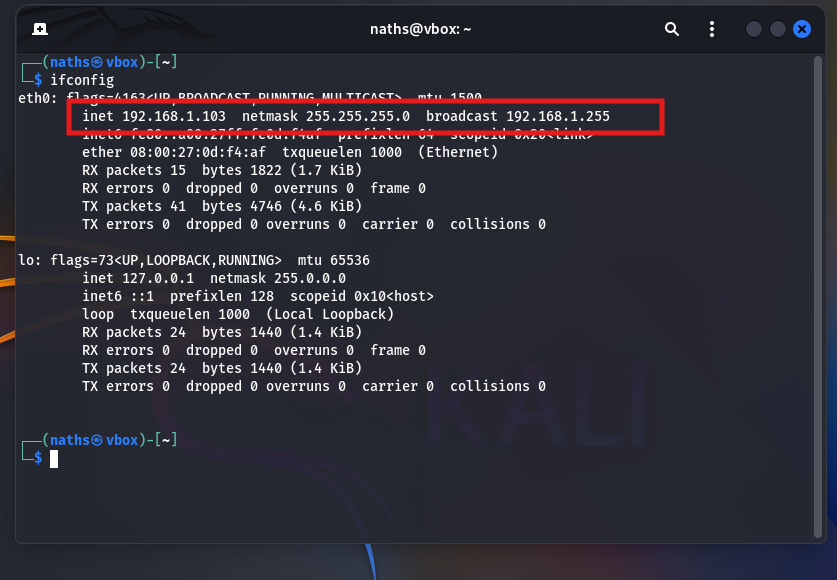 naths@vbox: ~
┌──(naths㉿vbox)-[~]
└─$ ifconfig
eth0: flags=4163<UP,BROADCAST,RUNNING,MULTICAST>  mtu 1500
        inet 192.168.1.103  netmask 255.255.255.0  broadcast 192.168.1.255
        inet6 fe80::a00:27ff:fe0d:f4af  prefixlen 64  scopeid 0x20<link>
        ether 08:00:27:0d:f4:af  txqueuelen 1000  (Ethernet)
        RX packets 15  bytes 1822 (1.7 KiB)
        RX errors 0  dropped 0  overruns 0  frame 0
        TX packets 41  bytes 4746 (4.6 KiB)
        TX errors 0  dropped 0 overruns 0  carrier 0  collisions 0
lo: flags=73<UP,LOOPBACK,RUNNING>  mtu 65536
        inet 127.0.0.1  netmask 255.0.0.0
        inet6 ::1  prefixlen 128  scopeid 0x10<host>
        loop  txqueuelen 1000  (Local Loopback)
        RX packets 24  bytes 1440 (1.4 KiB)
        RX errors 0  dropped 0  overruns 0  frame 0
        TX packets 24  bytes 1440 (1.4 KiB)
        TX errors 0  dropped 0 overruns 0  carrier 0  collisions 0
KALI
┌──(naths㉿vbox)-[~]
└─$